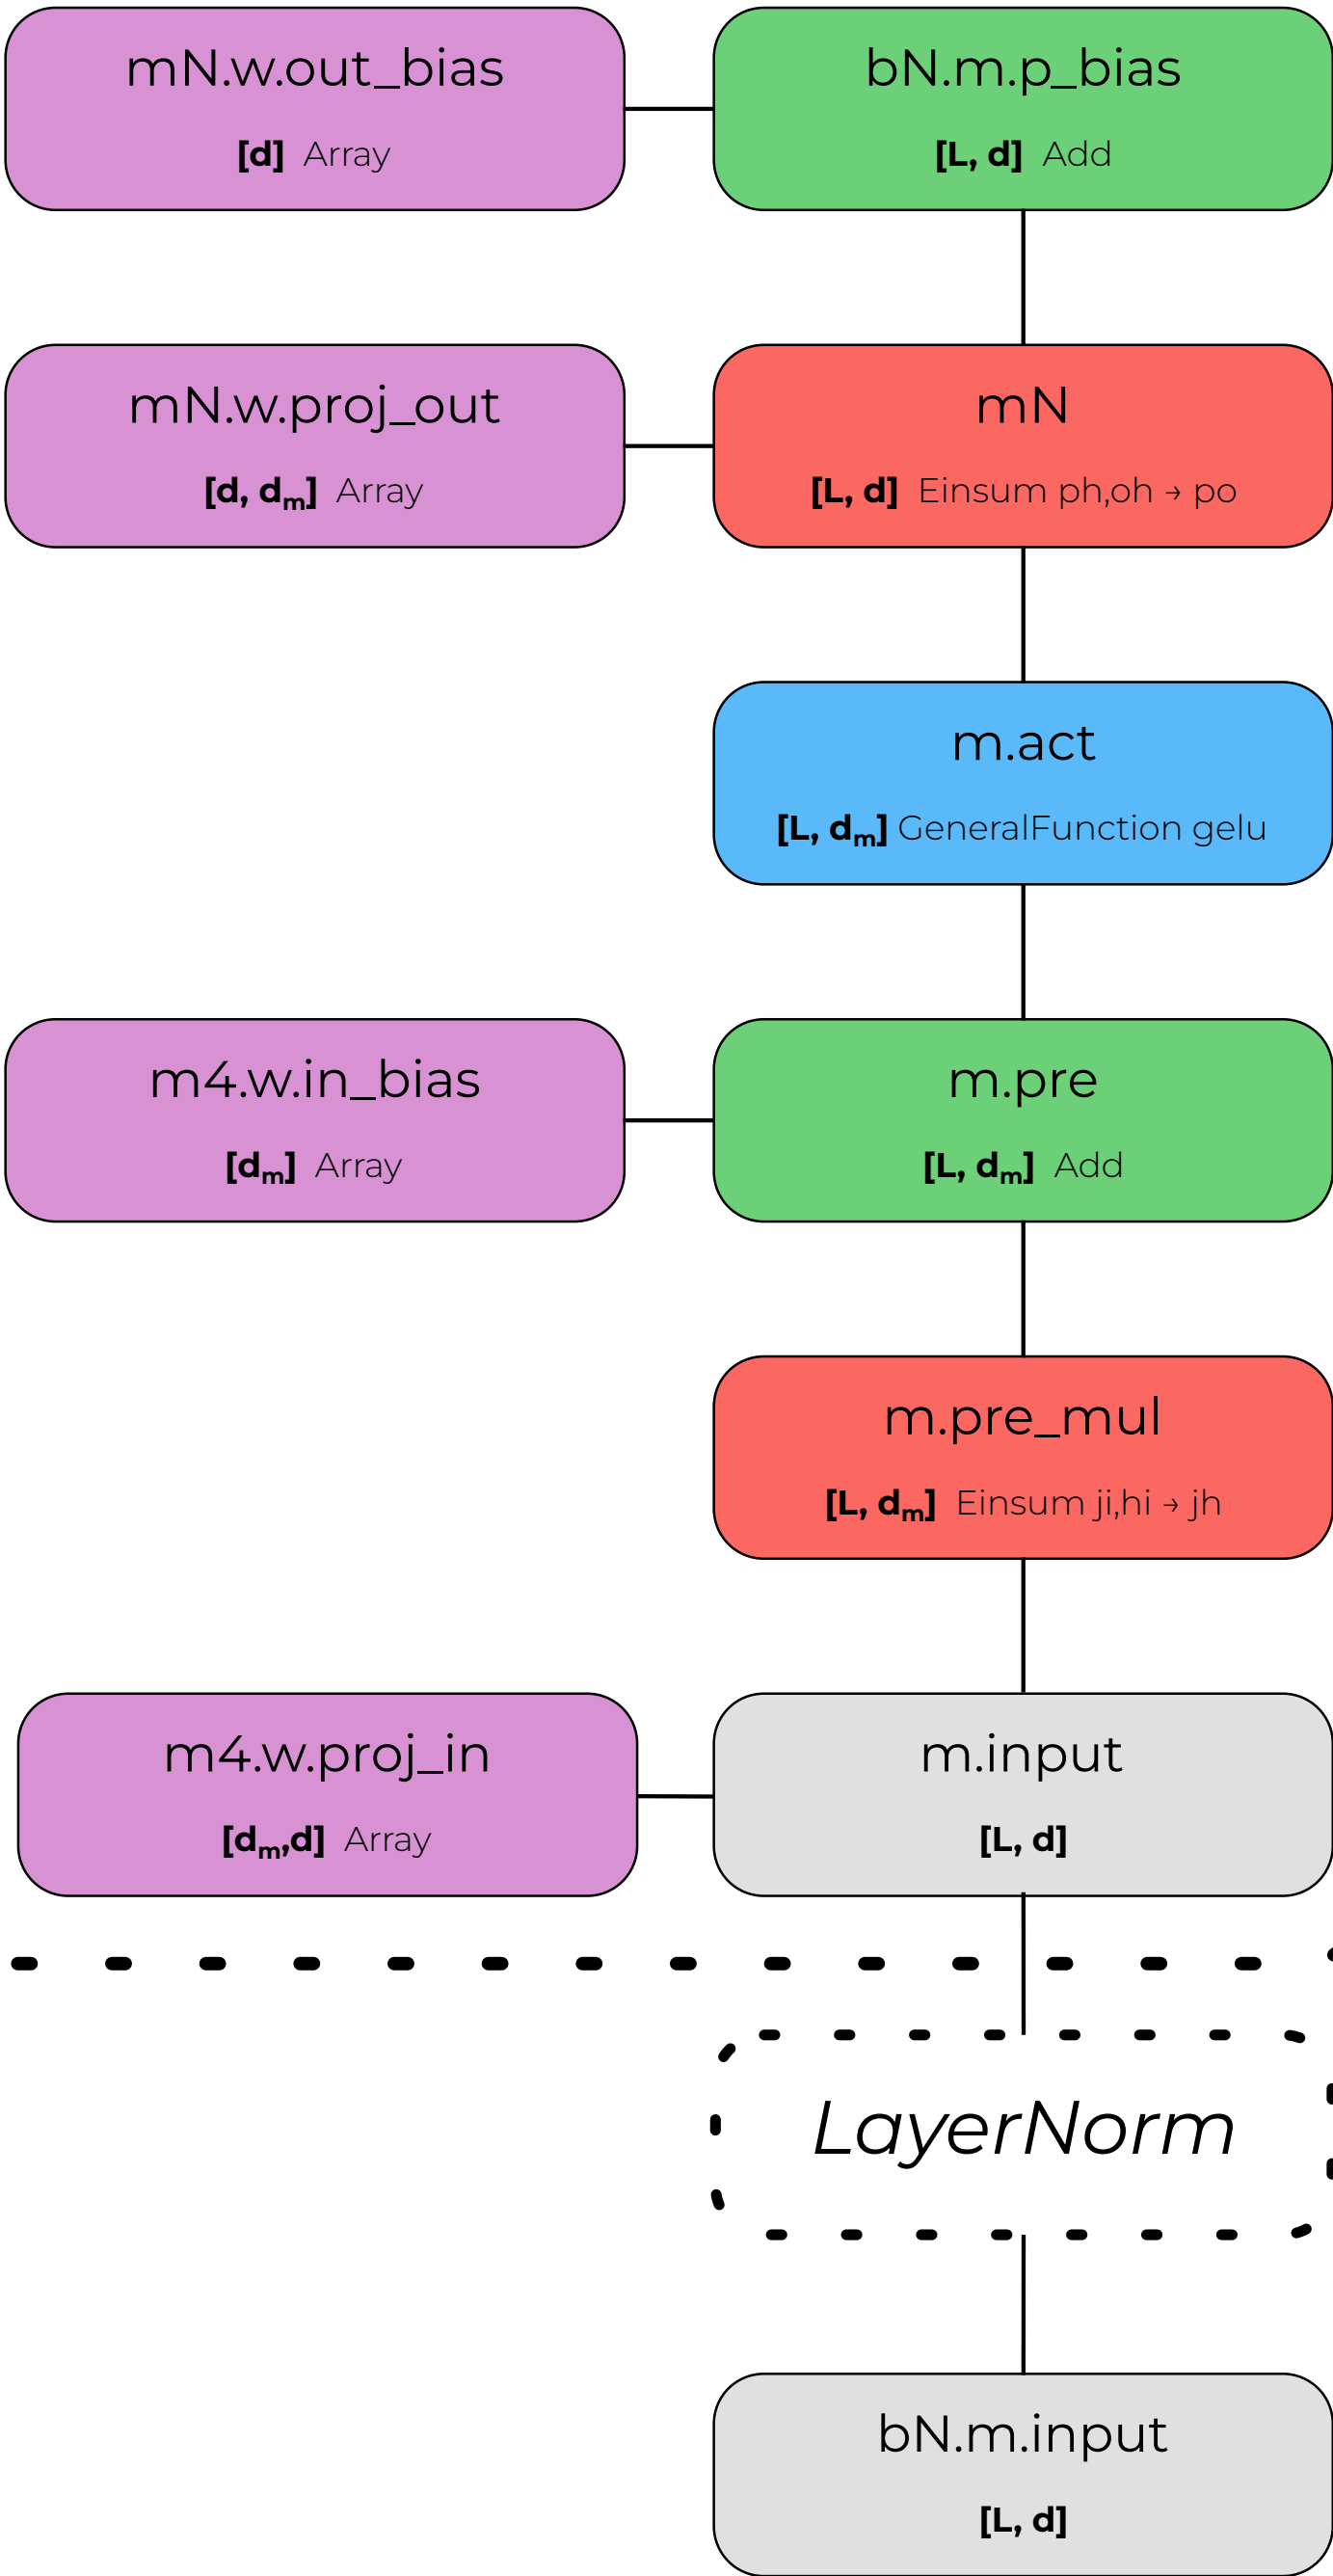 mN.w.out_bias
[d] Array
bN.m.p_bias
[L, d] Add
mN.w.proj_out
[d, dₘ] Array
mN
[L, d] Einsum ph,oh → po
m.act
[L, dₘ] GeneralFunction gelu
m4.w.in_bias
[dₘ] Array
m.pre
[L, dₘ] Add
m.pre_mul
[L, dₘ] Einsum ji,hi → jh
m4.w.proj_in
[dₘ,d] Array
m.input
[L, d]
LayerNorm
bN.m.input
[L, d]